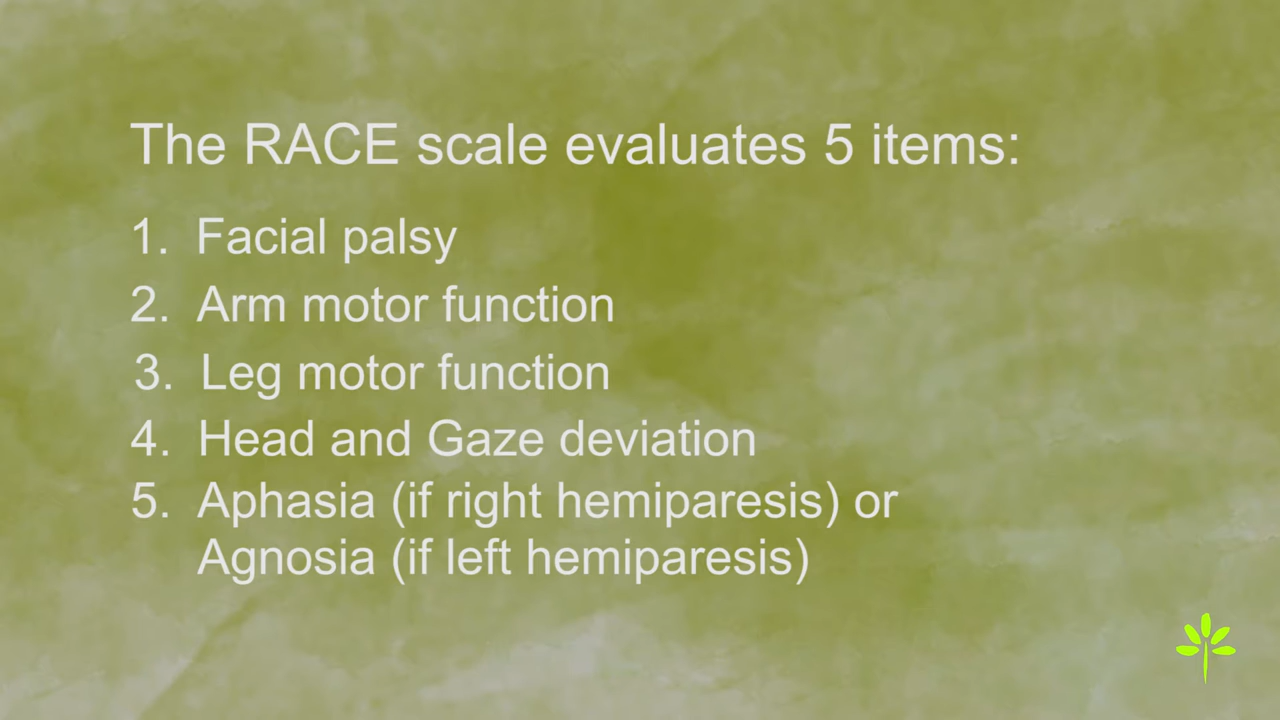 The RACE scale evaluates 5 items:
1. Facial palsy
2. Arm motor function
3. Leg motor function
4. Head and Gaze deviation
5. Aphasia (if right hemiparesis) or
Agnosia (if left hemiparesis)